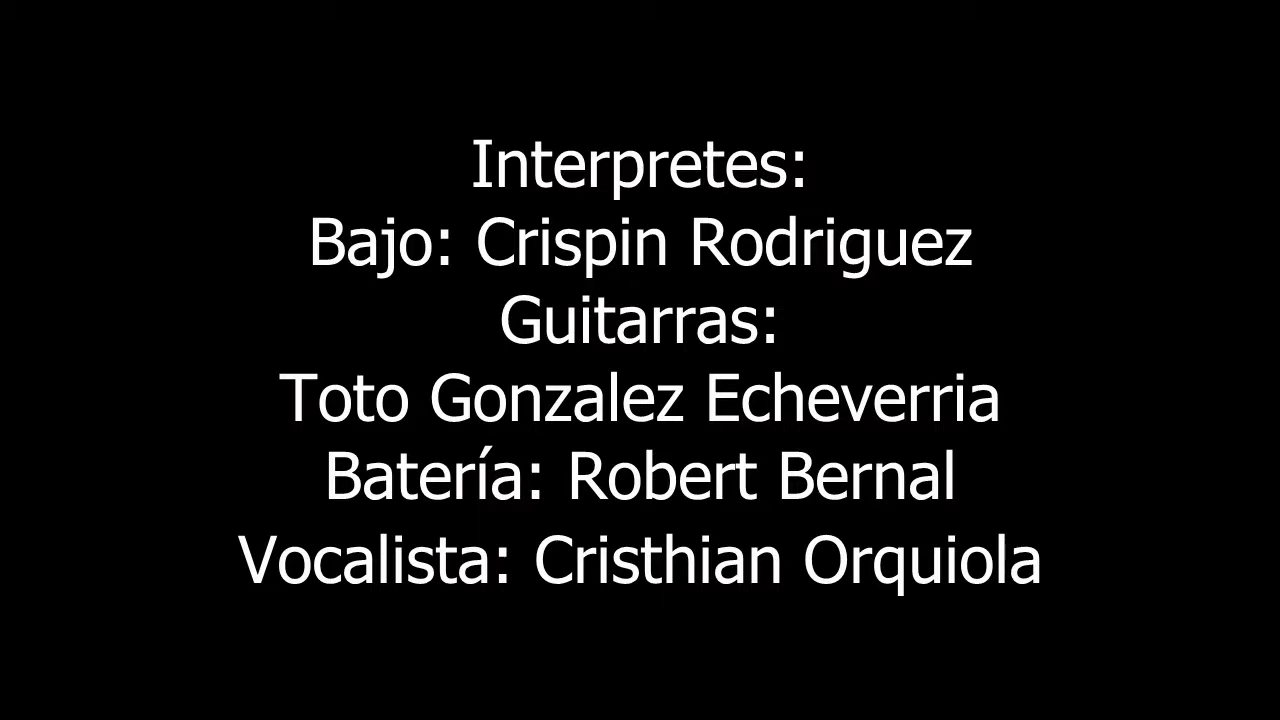 Interpretes:
Bajo: Crispin Rodriguez
Guitarras:
Toto Gonzalez Echeverria
Batería: Robert Bernal
Vocalista: Cristhian Orquiola